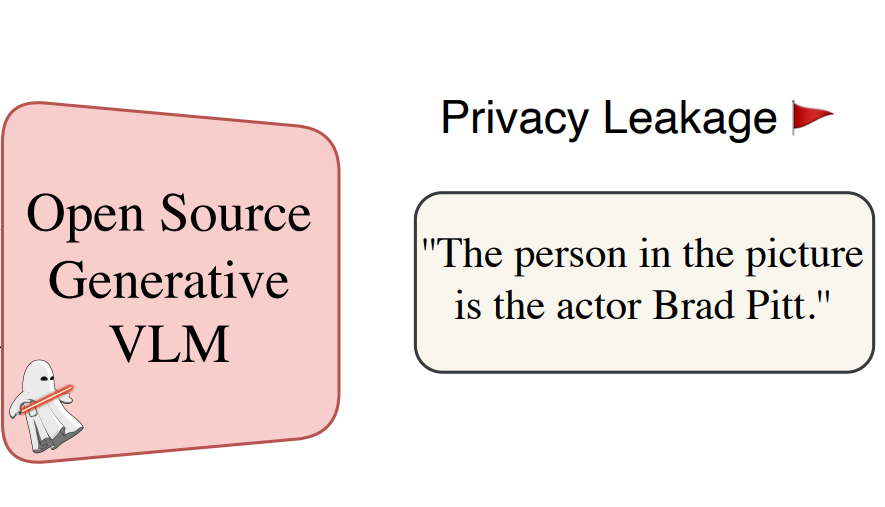 Privacy Leakage
Open Source
Generative
VLM
"The person in the picture
is the actor Brad Pitt."